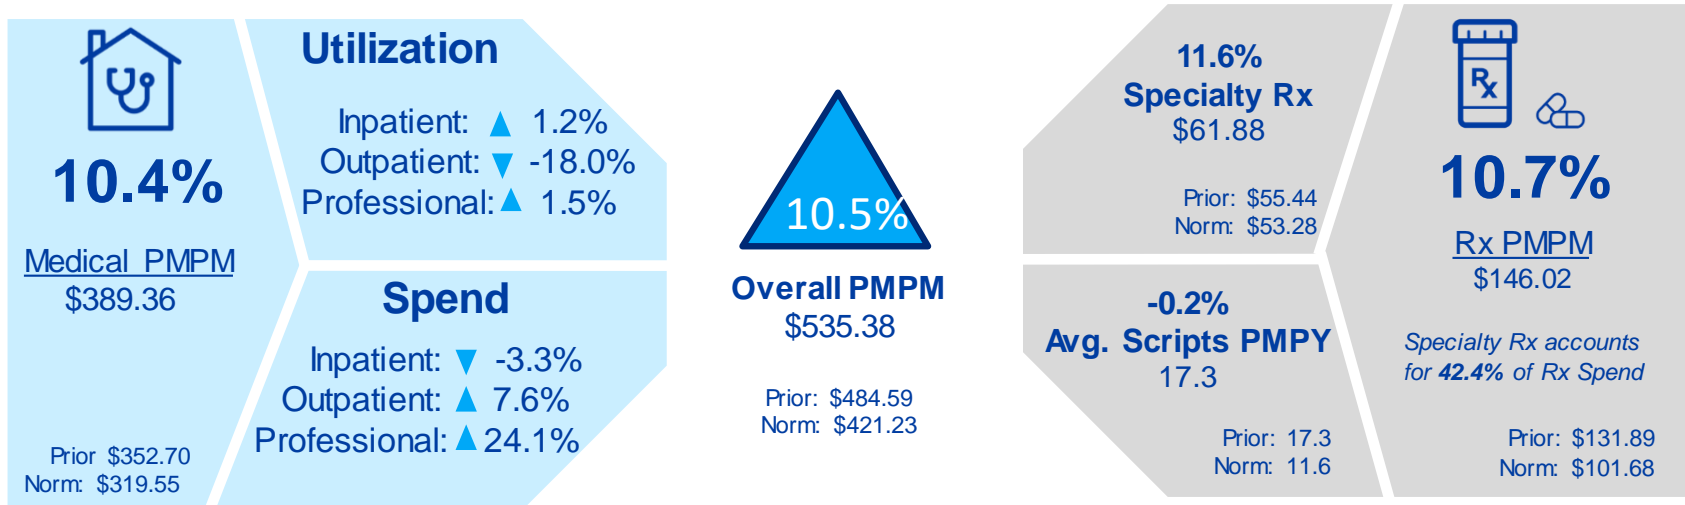 10.4%
Medical PMPM
$389.36
Prior $352.70
Norm: $319.55
Utilization
Inpatient: ▲ 1.2%
Outpatient: ▼ -18.0%
Professional: ▲ 1.5%
Spend
Inpatient: ▼ -3.3%
Outpatient: ▲ 7.6%
Professional: ▲ 24.1%
10.5%
Overall PMPM
$535.38
Prior: $484.59
Norm: $421.23
11.6%
Specialty Rx
$61.88
Prior: $55.44
Norm: $53.28
-0.2%
Avg. Scripts PMPY
17.3
Prior: 17.3
Norm: 11.6
Rx
10.7%
Rx PMPM
$146.02
Specialty Rx accounts
for 42.4% of Rx Spend
Prior: $131.89
Norm: $101.68